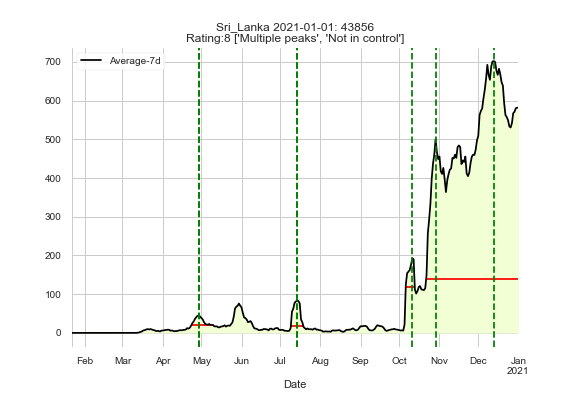 Sri_Lanka 2021-01-01: 43856
Rating:8 ['Multiple peaks', 'Not in control']
Average-7d
700
600
500
400
300
200
100
0
Feb Mar Apr May Jun Jul Aug Sep Oct Nov Dec Jan
2021
Date